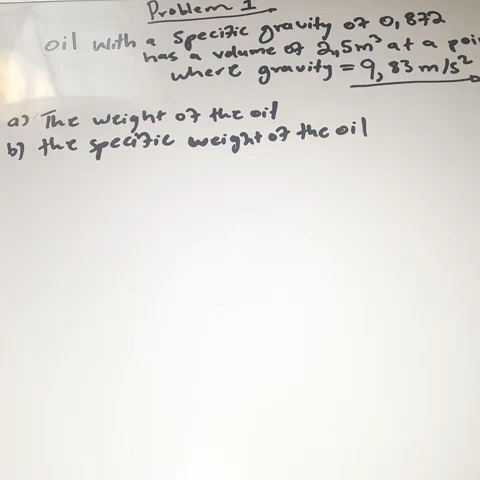 Problem 1
oil with a specific gravity of 0,872
has a volume of 2,5m³ at a
where gravity = 9,83 m/s²
a) The weight of the oil
b) the specific weight of the oil